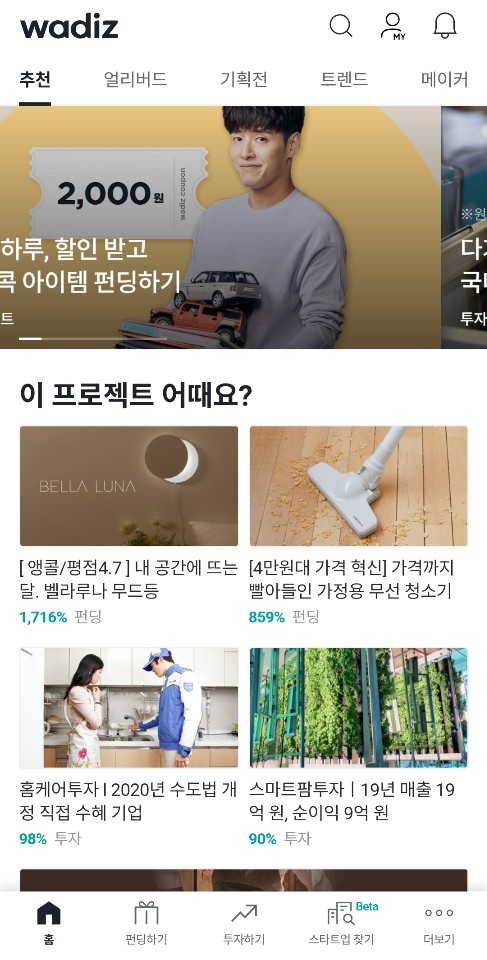 wadiz
MY
추천 얼리버드 기획전 트렌드 메이커
2,000원
wadiz coupon
하루, 할인 받고
콕 아이템 펀딩하기
트
※원
다
국
투자
이 프로젝트 어때요?
BELLA LUNA
[ 앵콜/평점4.7 ] 내 공간에 뜨는
달. 벨라루나 무드등
1,716% 펀딩
[4만원대 가격 혁신] 가격까지
빨아들인 가정용 무선 청소기
859% 펀딩
홈케어투자 l 2020년 수도법 개
정 직접 수혜 기업
98% 투자
스마트팜투자ㅣ19년 매출 19
억 원, 순이익 9억 원
90% 투자
Beta
홈 펀딩하기 투자하기 스타트업 찾기 더보기